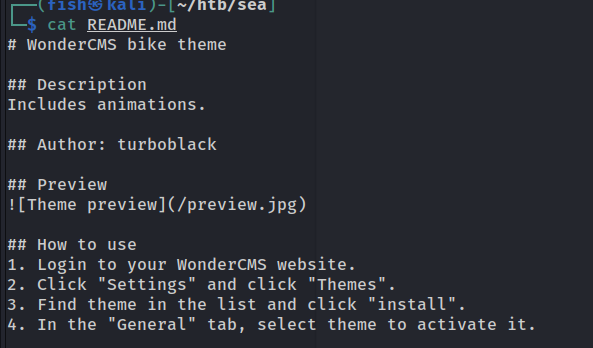 ┌──(fish㉿kali)-[~/htb/sea]
└─$ cat README.md
# WonderCMS bike theme

## Description
Includes animations.

## Author: turboblack

## Preview
![Theme preview](/preview.jpg)

## How to use
1. Login to your WonderCMS website.
2. Click "Settings" and click "Themes".
3. Find theme in the list and click "install".
4. In the "General" tab, select theme to activate it.